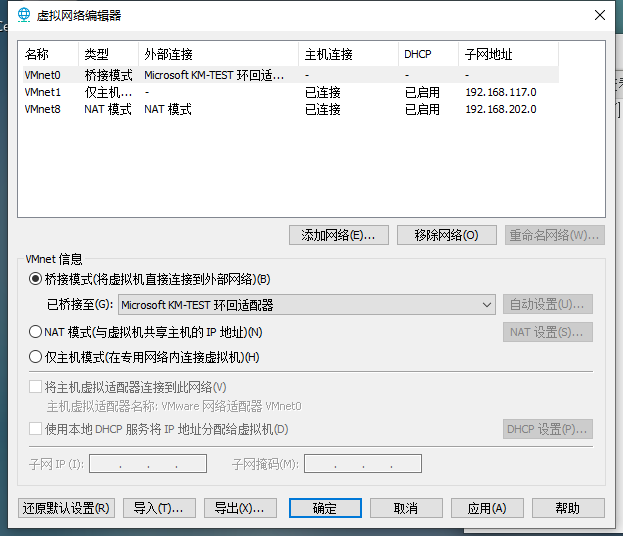 虚拟网络编辑器
名称 类型 外部连接 主机连接 DHCP 子网地址
VMnet0 桥接模式 Microsoft KM-TEST 环回适... - - -
VMnet1 仅主机... - 已连接 已启用 192.168.117.0
VMnet8 NAT 模式 NAT 模式 已连接 已启用 192.168.202.0
添加网络(E)... 移除网络(O) 重命名网络(W)...
VMnet 信息
桥接模式(将虚拟机直接连接到外部网络)(B)
已桥接至(G): Microsoft KM-TEST 环回适配器 自动设置(U)...
NAT 模式(与虚拟机共享主机的 IP 地址)(N) NAT 设置(S)...
仅主机模式(在专用网络内连接虚拟机)(H)
将主机虚拟适配器连接到此网络(V)
主机虚拟适配器名称: VMware 网络适配器 VMnet0
使用本地 DHCP 服务将 IP 地址分配给虚拟机(D) DHCP 设置(P)...
子网 IP (I): . . . 子网掩码(M): . . .
还原默认设置(R) 导入(T)... 导出(X)... 确定 取消 应用(A) 帮助